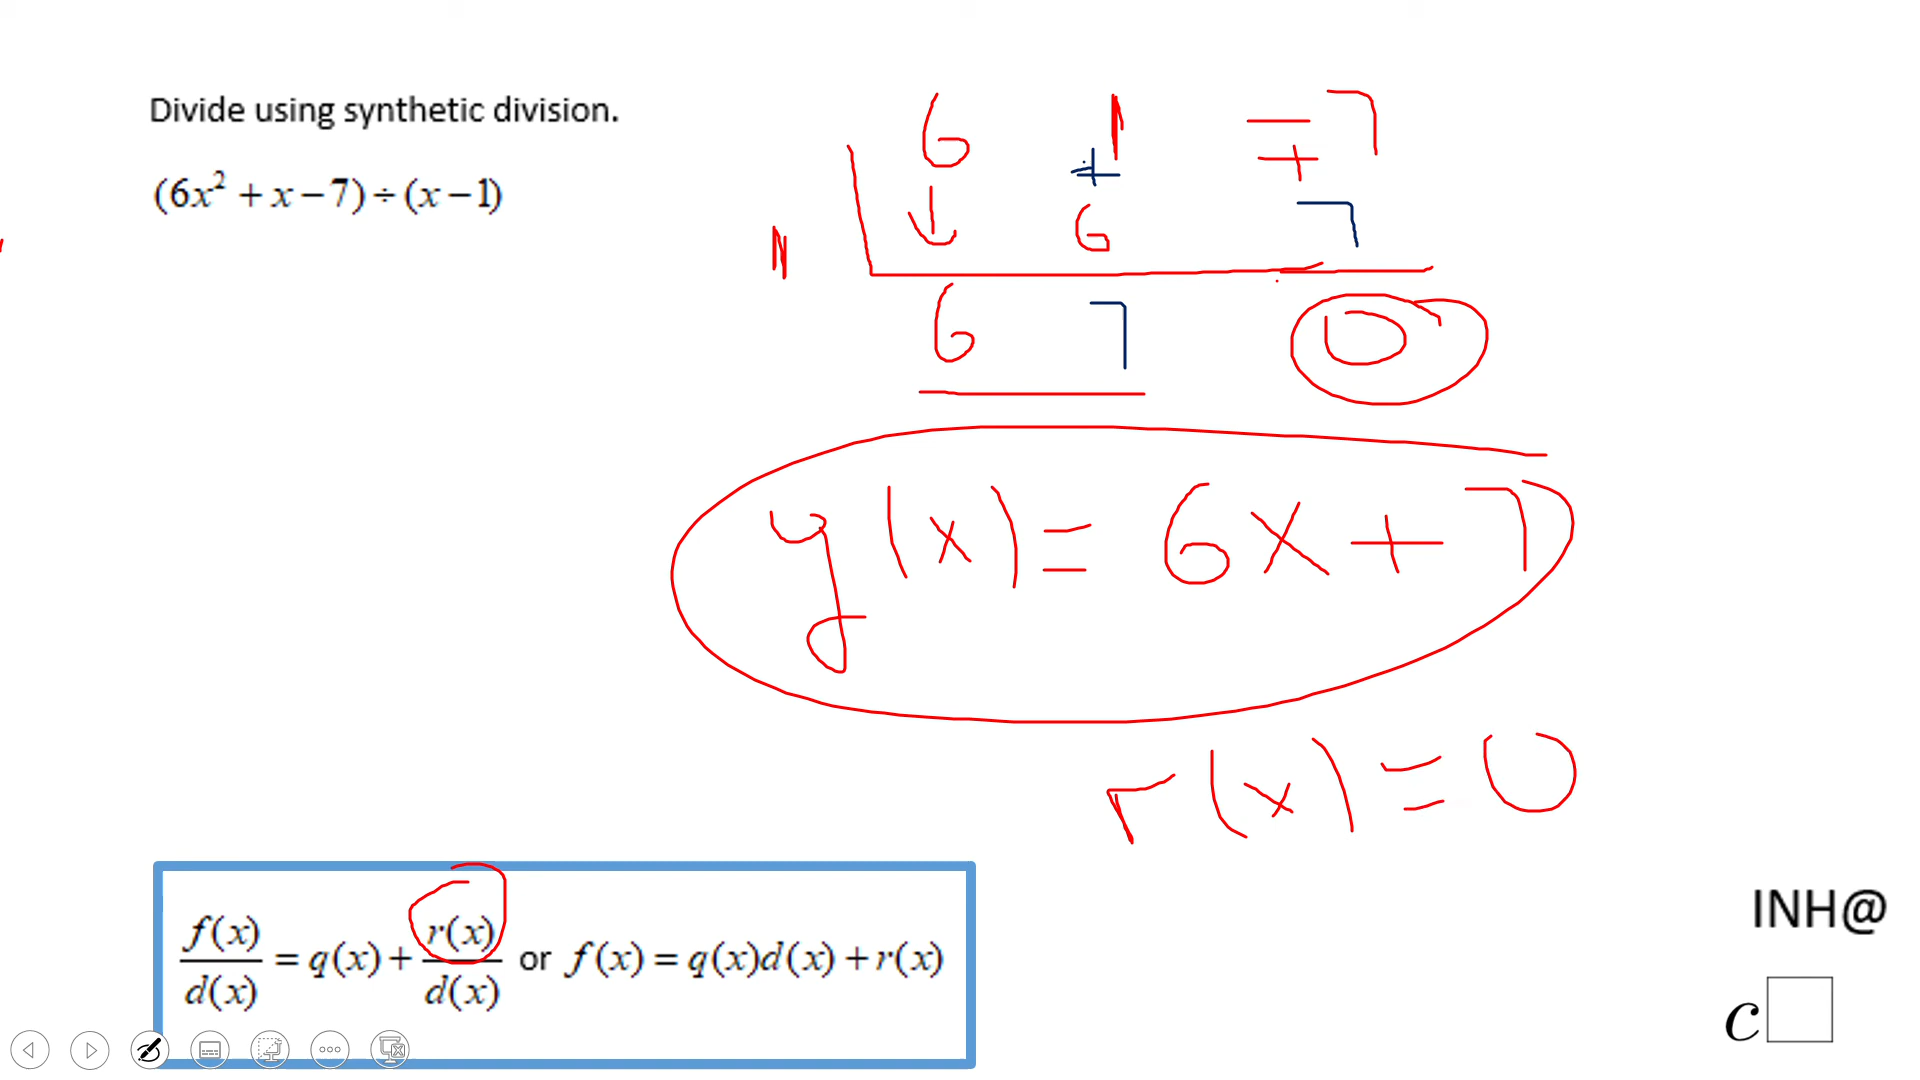 Divide using synthetic division.
(6x² + x − 7) ÷ (x − 1)
6 1 −7
+ +
1 6 7
6 7 0
q(x) = 6x + 7
r(x) = 0
f(x)/d(x) = q(x) + r(x)/d(x) or f(x) = q(x)d(x) + r(x)
INH@
c